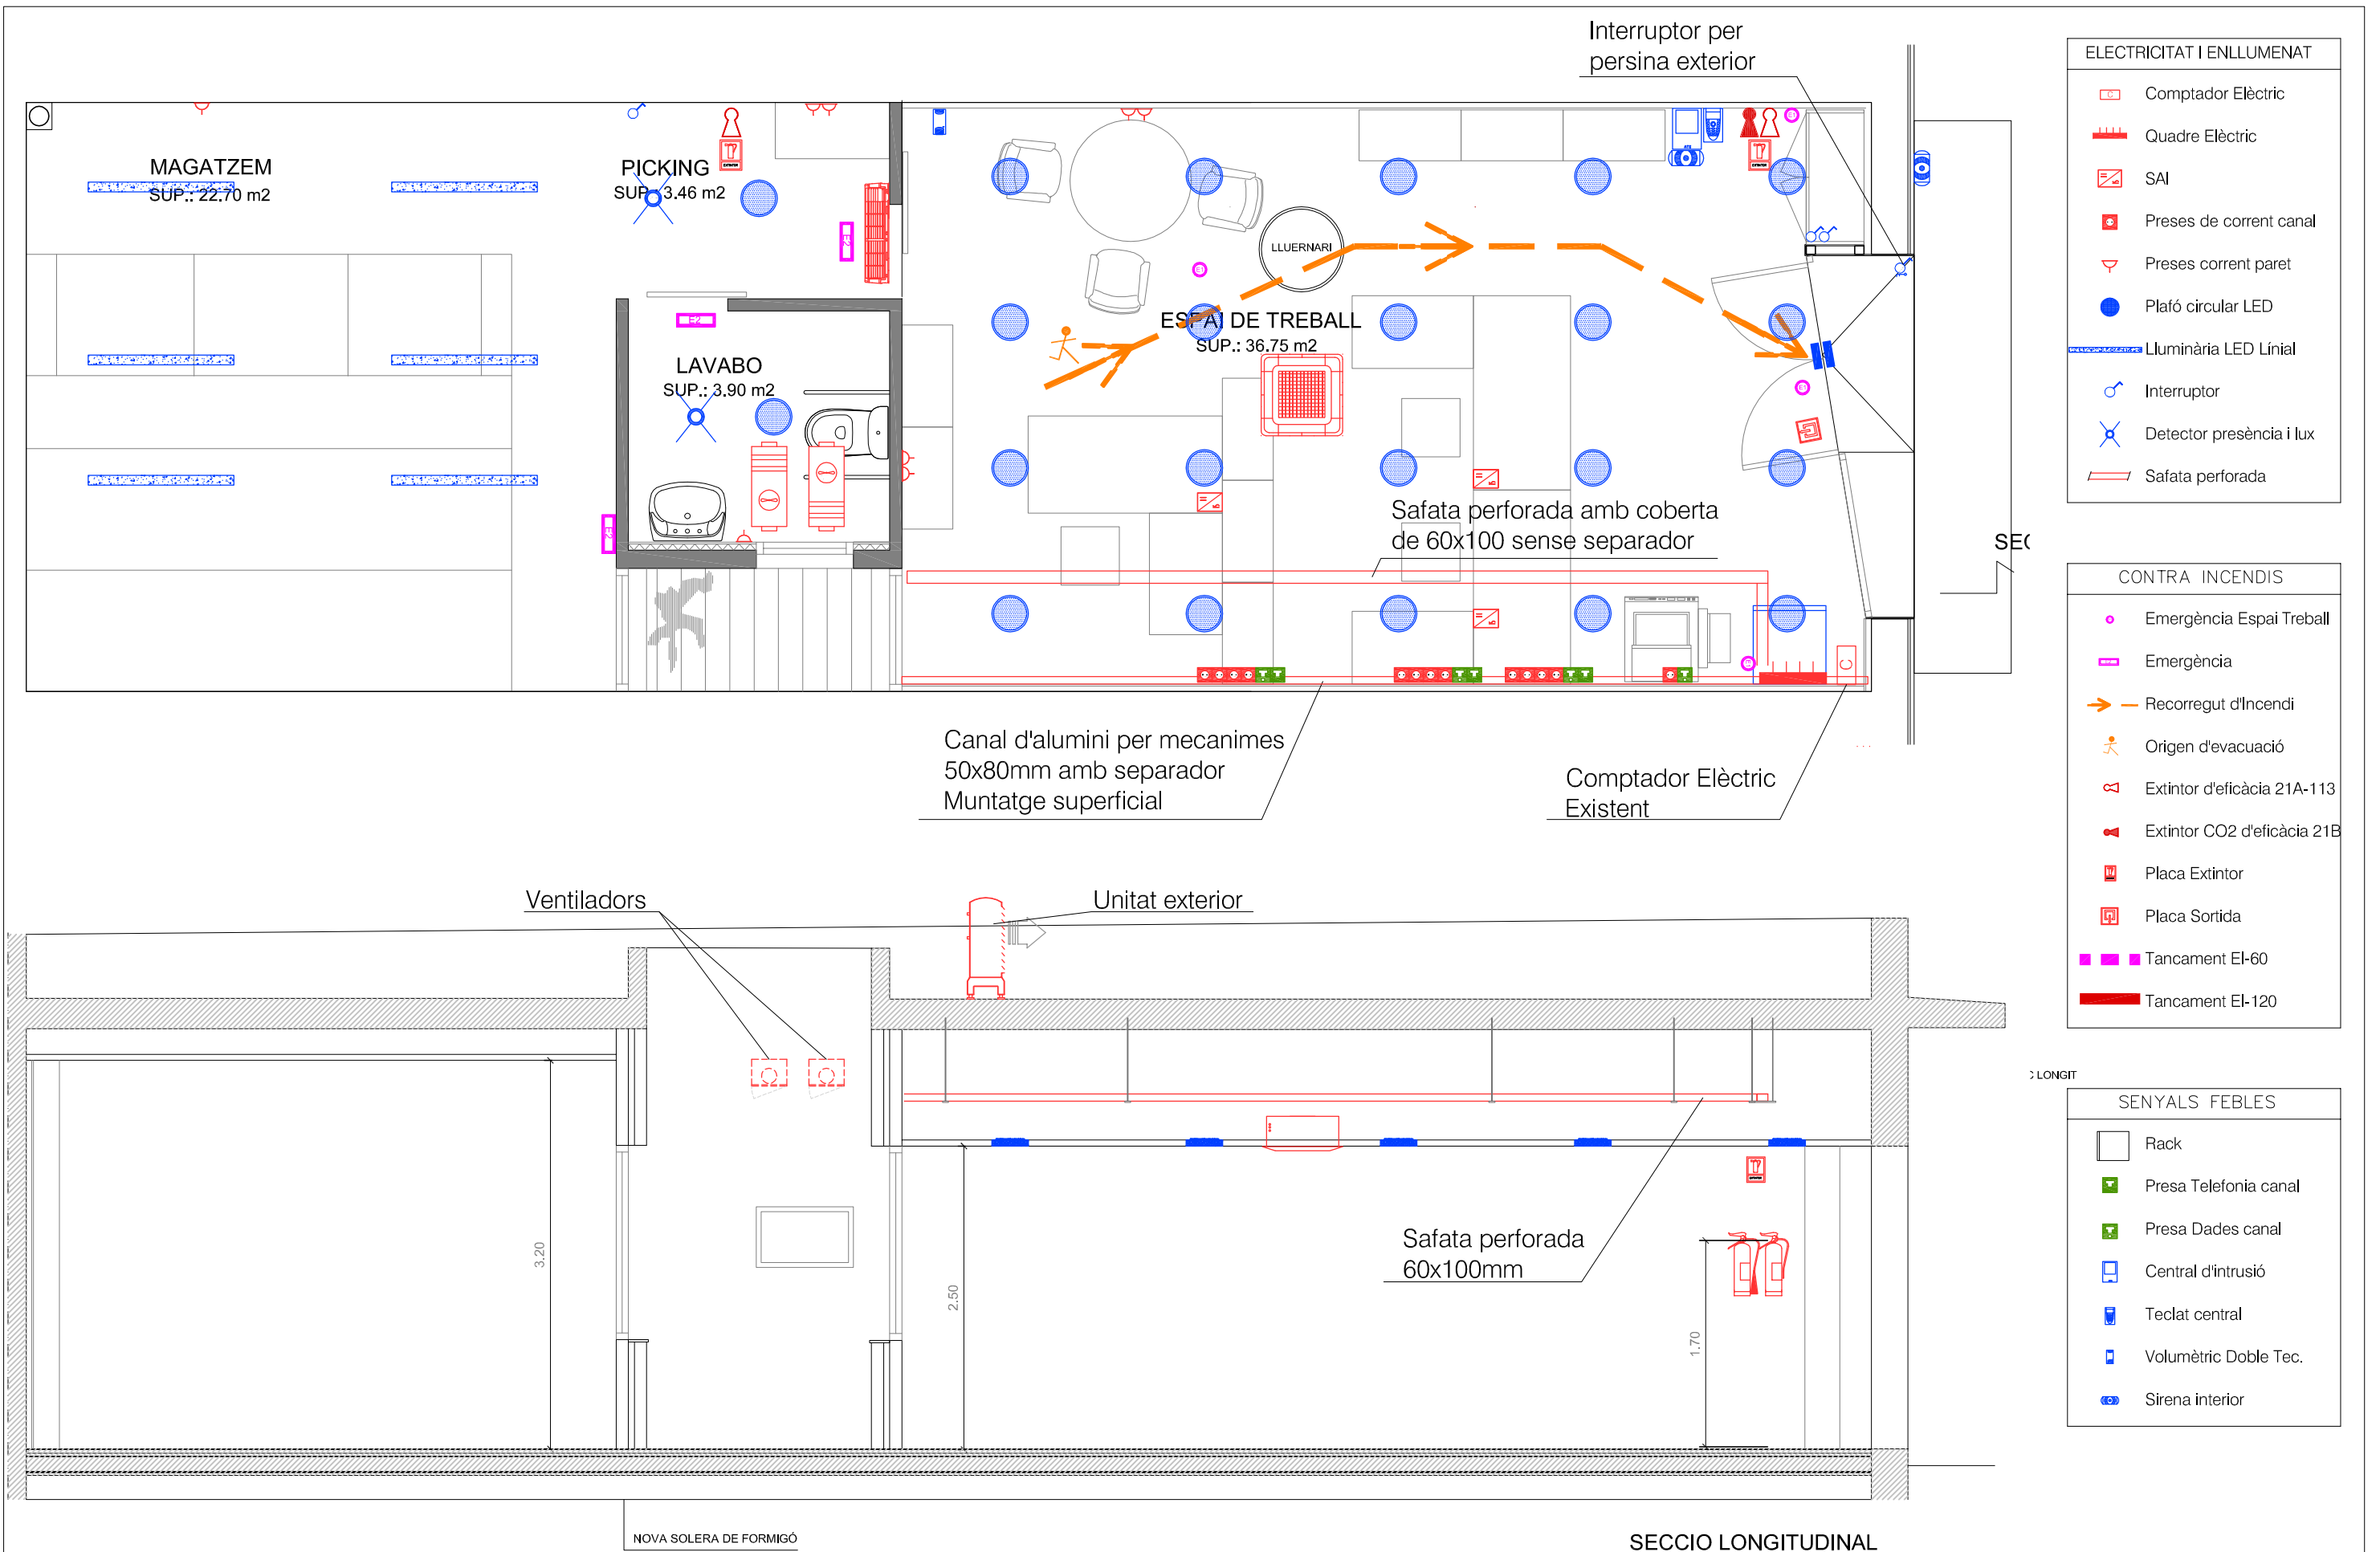 Interruptor per
persina exterior
MAGATZEM
SUP.: 22.70 m2
PICKING
SUP.: 3.46 m2
LLUERNARI
ESPAI DE TREBALL
SUP.: 36.75 m2
LAVABO
SUP.: 3.90 m2
E2
E2
E2
E1
E1
E1
C
Safata perforada amb coberta
de 60x100 sense separador
Canal d'alumini per mecanimes
50x80mm amb separador
Muntatge superficial
Comptador Elèctric
Existent
Ventiladors
Unitat exterior
3.20
2.50
1.70
Safata perforada
60x100mm
NOVA SOLERA DE FORMIGÓ
SECCIO LONGITUDINAL
ELECTRICITAT I ENLLUMENAT
C
Comptador Elèctric
Quadre Elèctric
SAI
Preses de corrent canal
Preses corrent paret
Plafó circular LED
Lluminària LED Línial
Interruptor
Detector presència i lux
Safata perforada
CONTRA INCENDIS
Emergència Espai Treball
Emergència
Recorregut d'Incendi
Origen d'evacuació
Extintor d'eficàcia 21A-113
Extintor CO2 d'eficàcia 21B
Placa Extintor
Placa Sortida
Tancament EI-60
Tancament EI-120
LONGIT
SENYALS FEBLES
Rack
Presa Telefonia canal
Presa Dades canal
Central d'intrusió
Teclat central
Volumètric Doble Tec.
Sirena interior